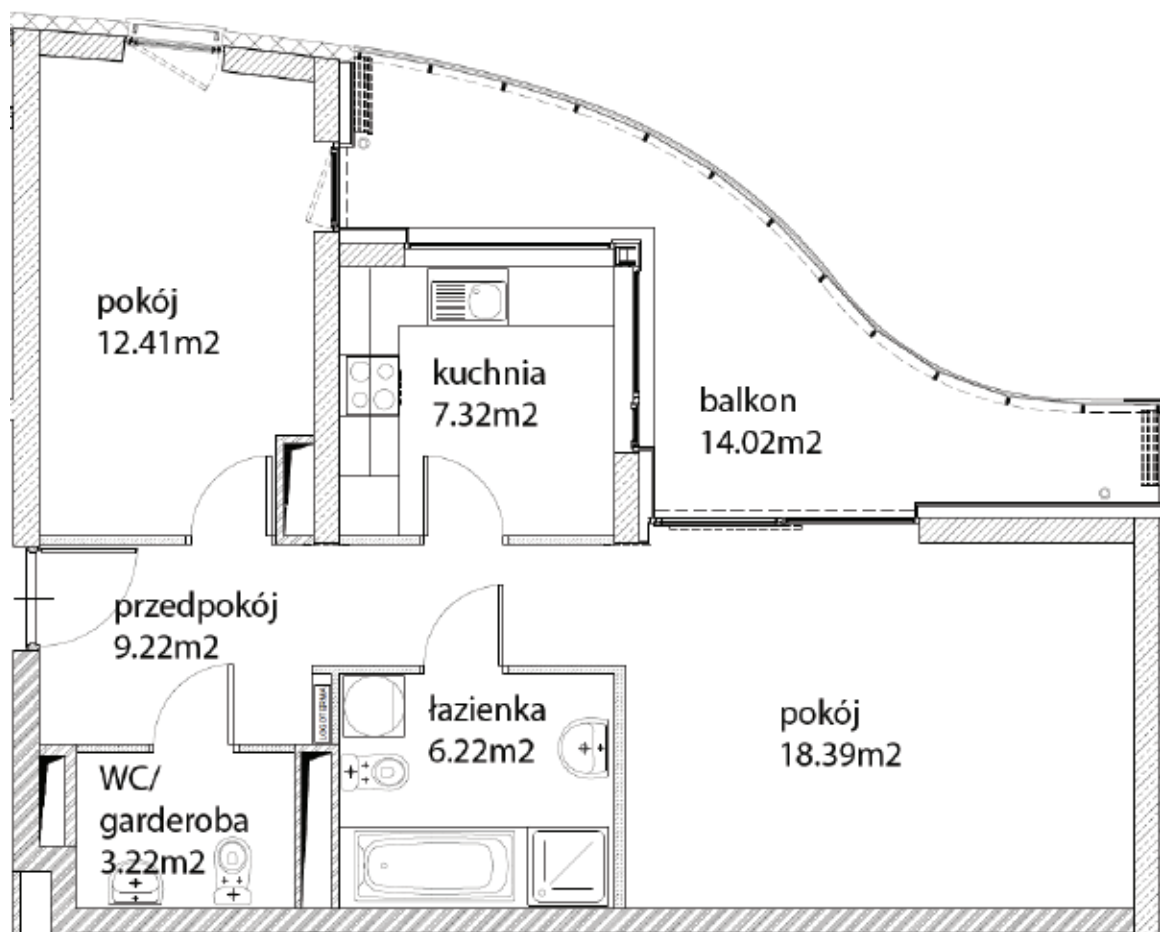 pokój
12.41m2
kuchnia
7.32m2
balkon
14.02m2
przedpokój
9.22m2
łazienka
6.22m2
pokój
18.39m2
WC/
garderoba
3.22m2